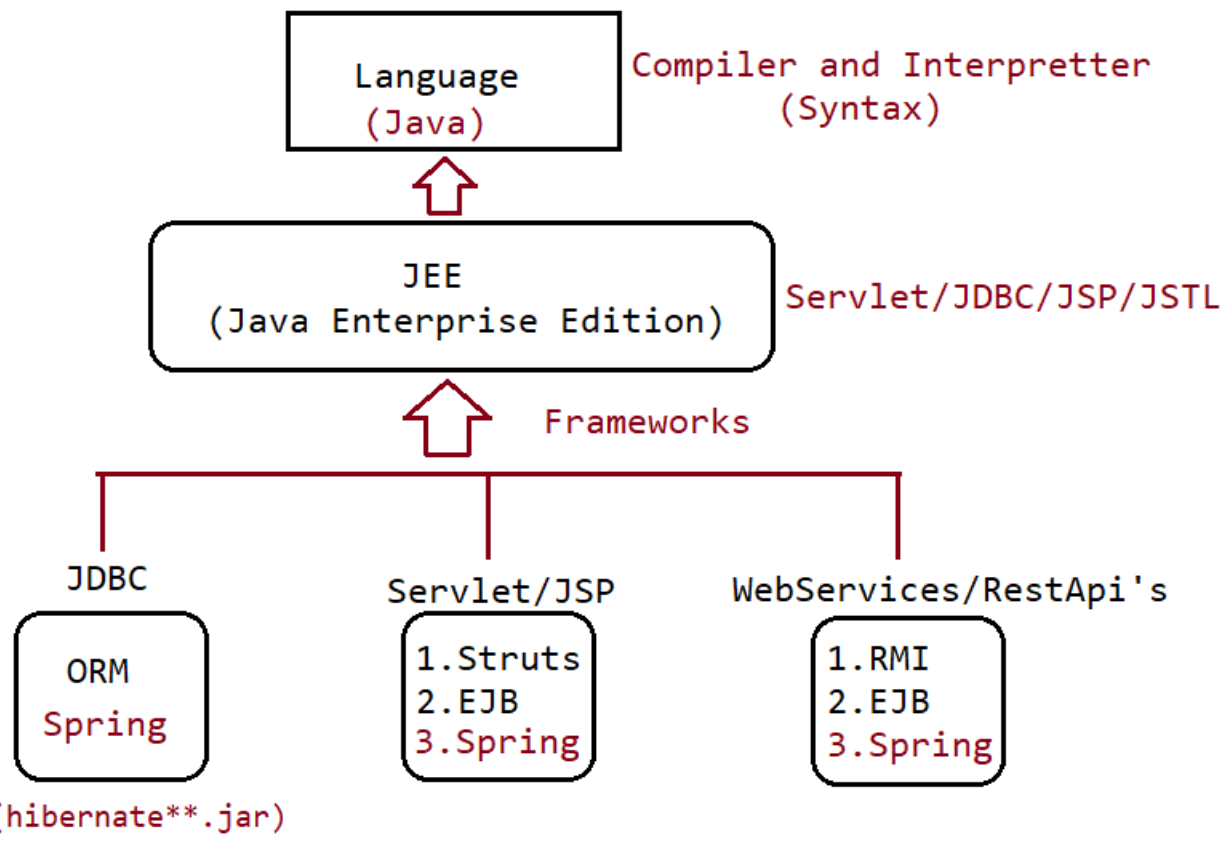 Language
(Java)
Compiler and Interpretter
(Syntax)
JEE
(Java Enterprise Edition)
Servlet/JDBC/JSP/JSTL
Frameworks
JDBC
ORM
Spring
(hibernate**.jar)
Servlet/JSP
1.Struts
2.EJB
3.Spring
WebServices/RestApi's
1.RMI
2.EJB
3.Spring